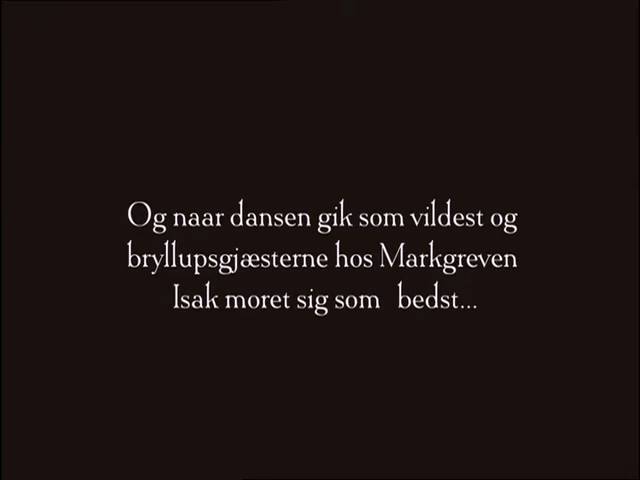 Og naar dansen gik som vildest og
bryllupsgjæsterne hos Markgreven
Isak moret sig som bedst...